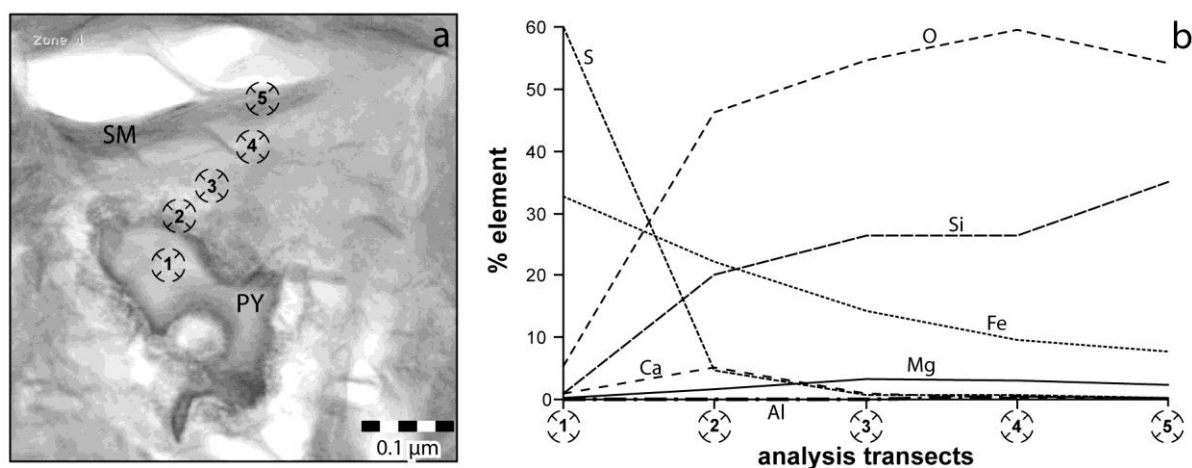 Zone 4
a
5
SM
4
3
2
1
PY
0.1 µm
b
60
50
40
30
20
10
0
% element
S
O
Si
Fe
Ca
Mg
Al
1 2 3 4 5
analysis transects